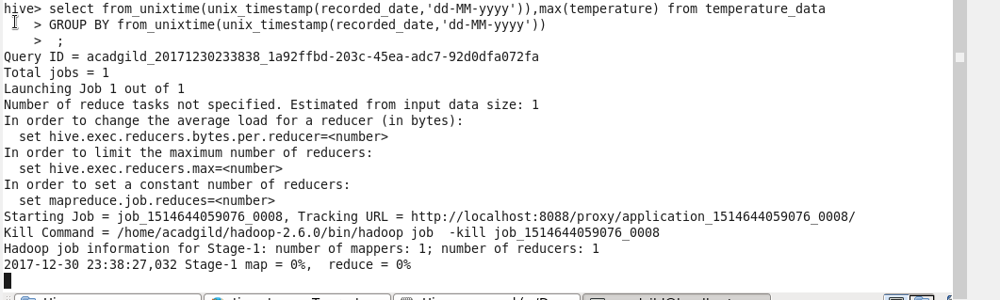 hive> select from_unixtime(unix_timestamp(recorded_date,'dd-MM-yyyy')),max(temperature) from temperature_data
    > GROUP BY from_unixtime(unix_timestamp(recorded_date,'dd-MM-yyyy'))
    > ;
Query ID = acadgild_20171230233838_1a92ffbd-203c-45ea-adc7-92d0dfa072fa
Total jobs = 1
Launching Job 1 out of 1
Number of reduce tasks not specified. Estimated from input data size: 1
In order to change the average load for a reducer (in bytes):
  set hive.exec.reducers.bytes.per.reducer=<number>
In order to limit the maximum number of reducers:
  set hive.exec.reducers.max=<number>
In order to set a constant number of reducers:
  set mapreduce.job.reduces=<number>
Starting Job = job_1514644059076_0008, Tracking URL = http://localhost:8088/proxy/application_1514644059076_0008/
Kill Command = /home/acadgild/hadoop-2.6.0/bin/hadoop job  -kill job_1514644059076_0008
Hadoop job information for Stage-1: number of mappers: 1; number of reducers: 1
2017-12-30 23:38:27,032 Stage-1 map = 0%,  reduce = 0%